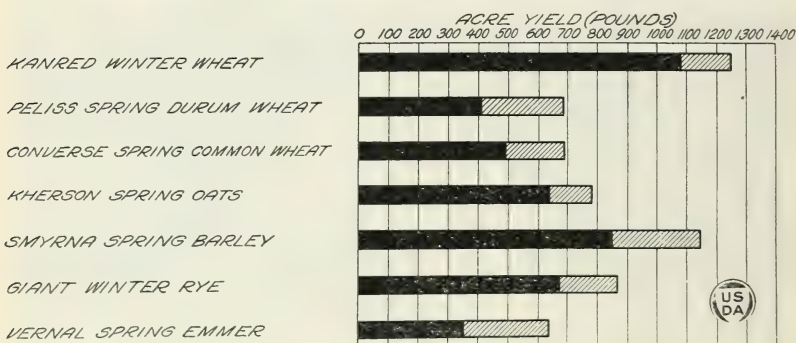 ACRE YIELD (POUNDS)
0 100 200 300 400 500 600 700 800 900 1000 1100 1200 1300 1400
KANRED WINTER WHEAT
PELISS SPRING DURUM WHEAT
CONVERSE SPRING COMMON WHEAT
KHERSON SPRING OATS
SMYRNA SPRING BARLEY
GIANT WINTER RYE
VERNAL SPRING EMMER
US
DA